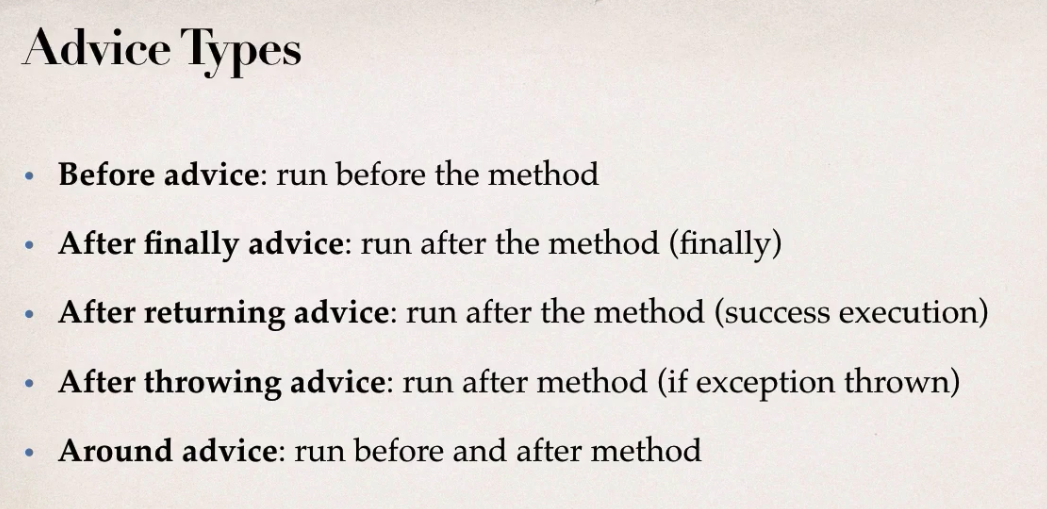 Advice Types
• Before advice: run before the method
• After finally advice: run after the method (finally)
• After returning advice: run after the method (success execution)
• After throwing advice: run after method (if exception thrown)
• Around advice: run before and after method